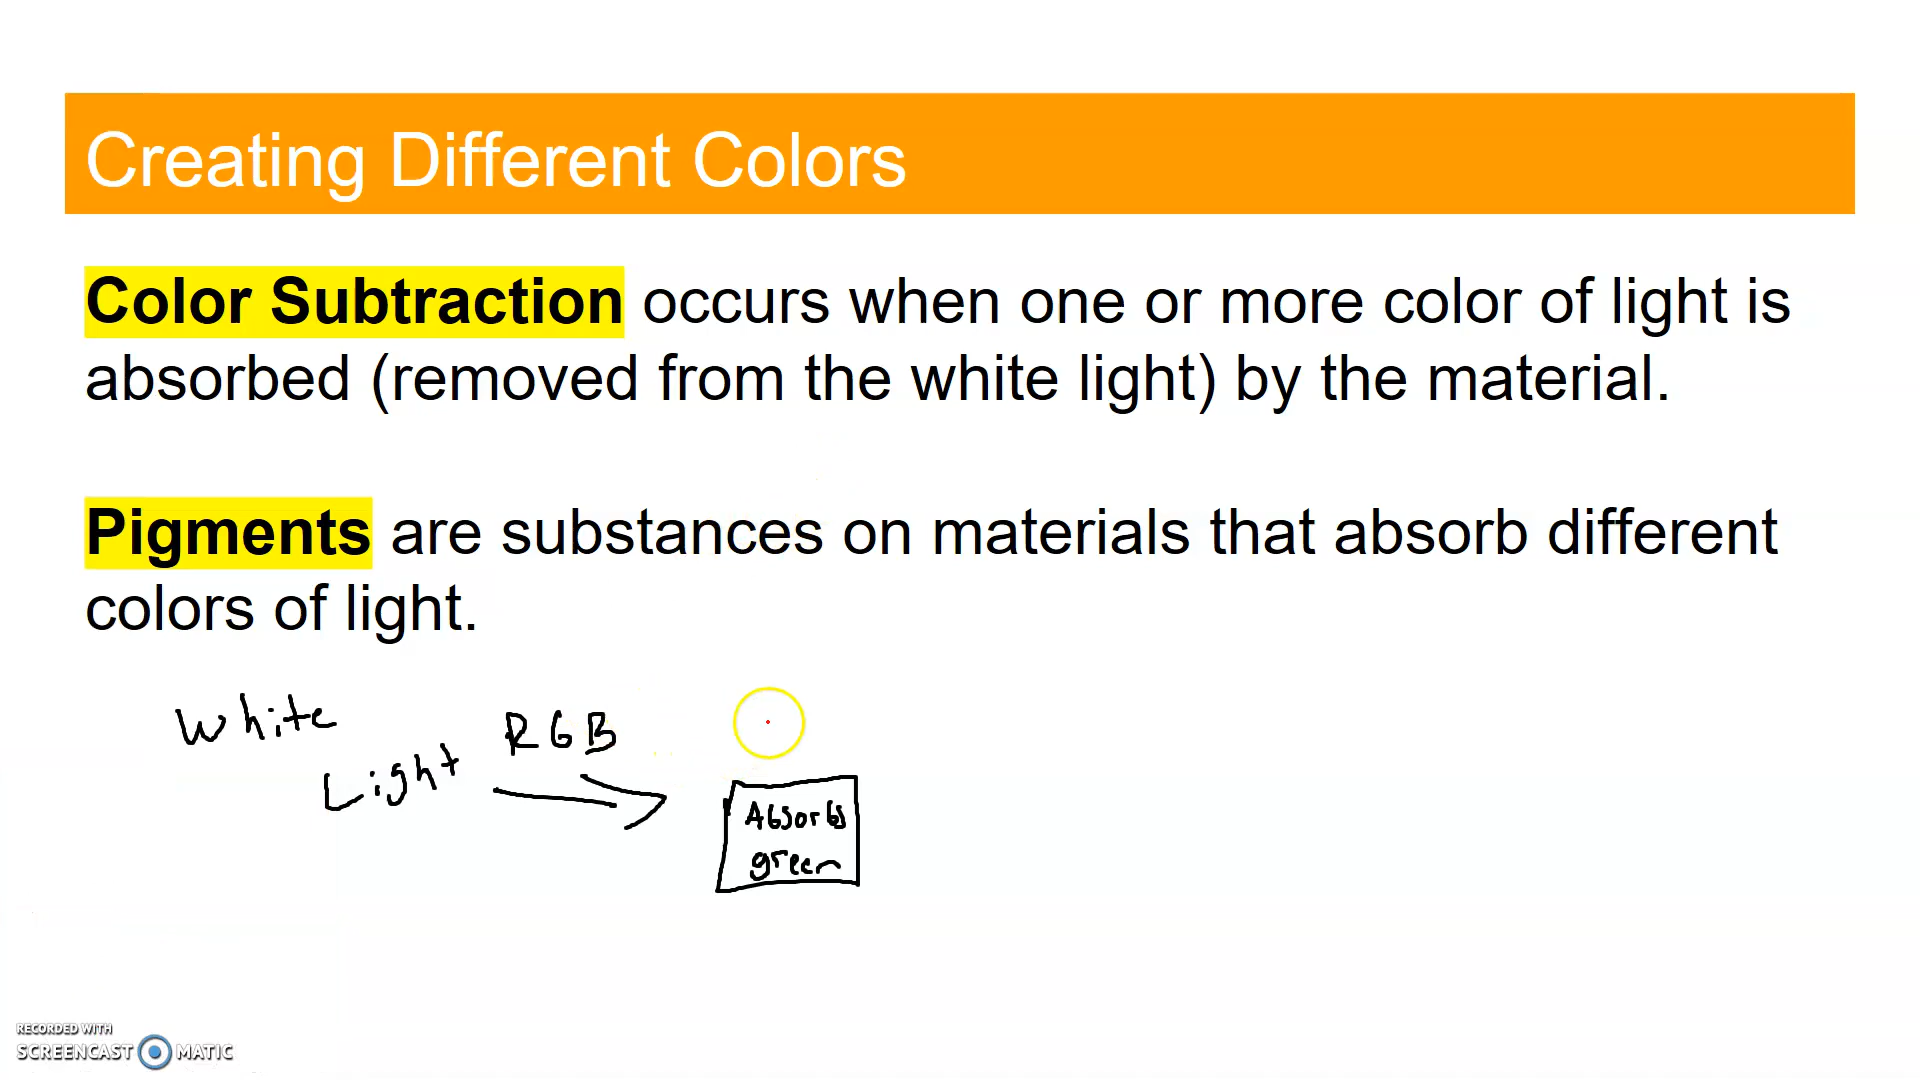 Creating Different Colors
Color Subtraction occurs when one or more color of light is
absorbed (removed from the white light) by the material.
Pigments are substances on materials that absorb different
colors of light.
White
Light
RGB
Absorbs
green
RECORDED WITH
SCREENCAST MATIC